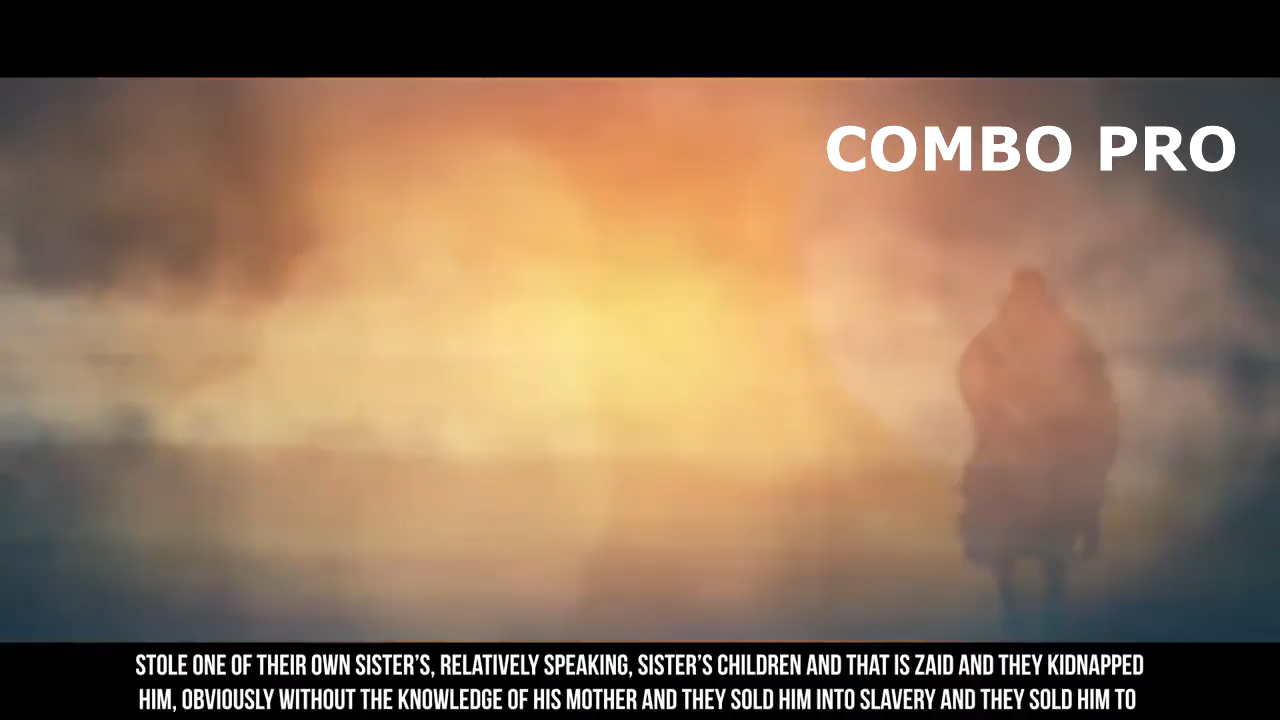 COMBO PRO
STOLE ONE OF THEIR OWN SISTER'S, RELATIVELY SPEAKING, SISTER'S CHILDREN AND THAT IS ZAID AND THEY KIDNAPPED
HIM, OBVIOUSLY WITHOUT THE KNOWLEDGE OF HIS MOTHER AND THEY SOLD HIM INTO SLAVERY AND THEY SOLD HIM TO